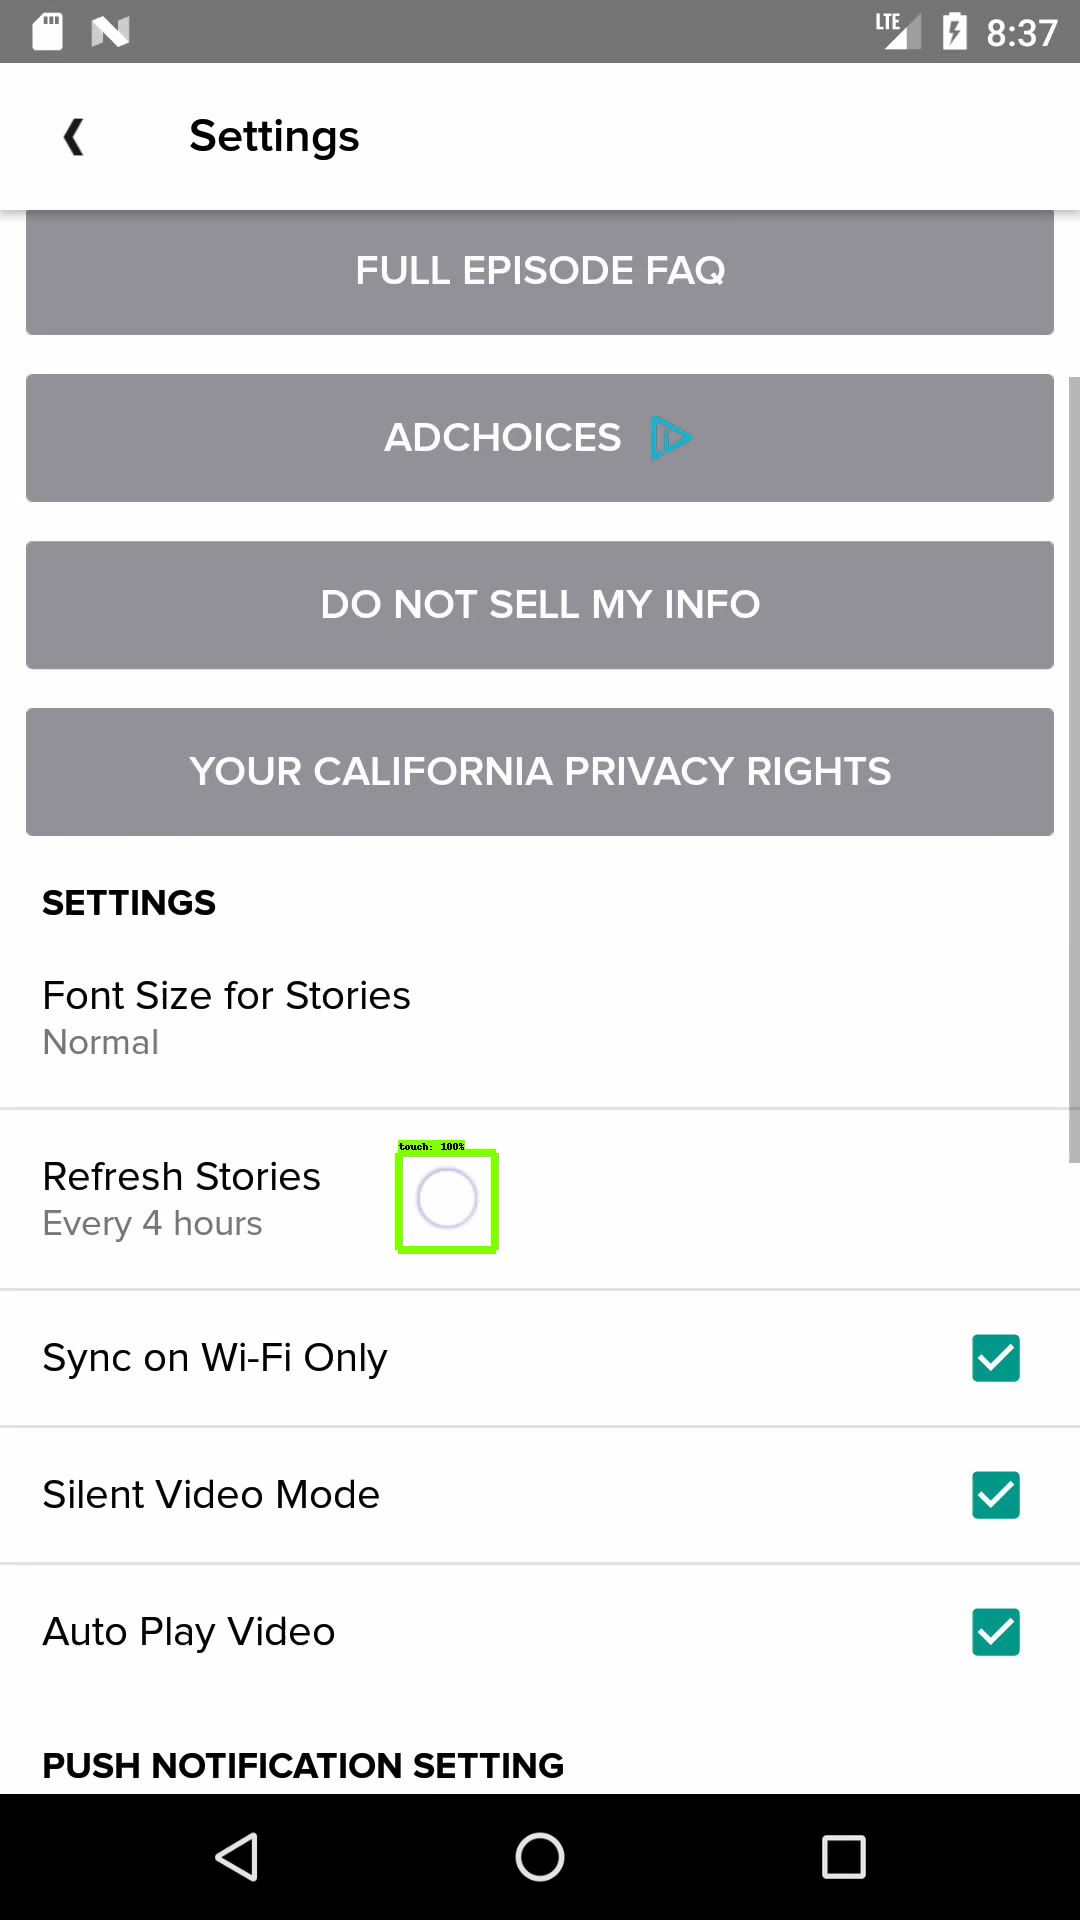 LTE 8:37
Settings
FULL EPISODE FAQ
ADCHOICES
DO NOT SELL MY INFO
YOUR CALIFORNIA PRIVACY RIGHTS
SETTINGS
Font Size for Stories
Normal
touch: 100%
Refresh Stories
Every 4 hours
Sync on Wi-Fi Only
Silent Video Mode
Auto Play Video
PUSH NOTIFICATION SETTING